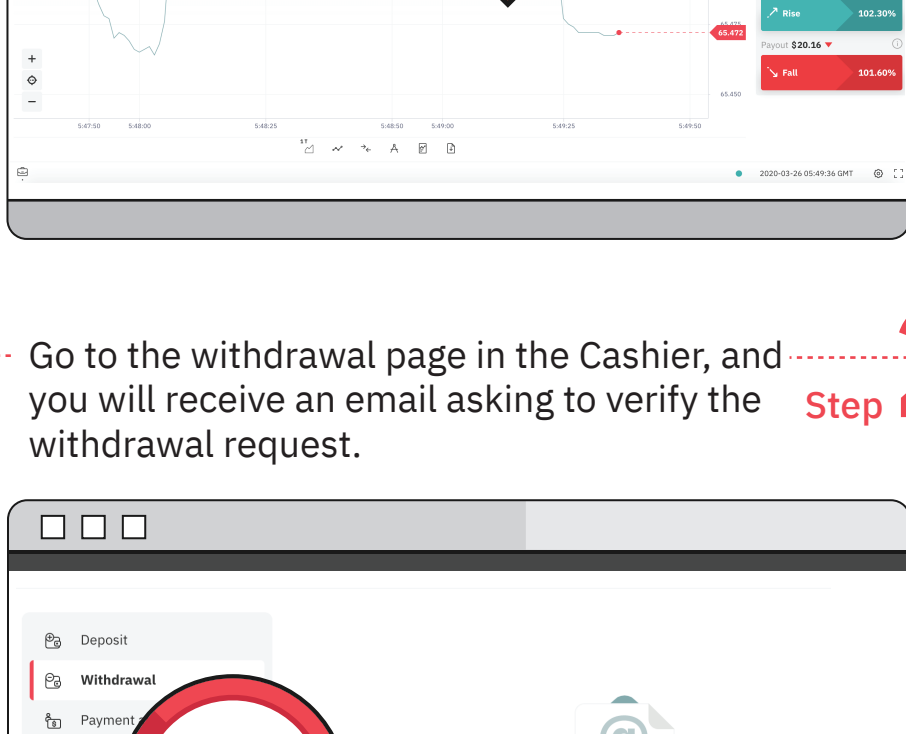 Rise 102.30%
65.475
65.472
Payout $20.16
Fall 101.60%
65.450
5:47:50 5:48:00 5:48:25 5:48:50 5:49:00 5:49:25 5:49:50
1T
2020-03-26 05:49:36 GMT
Go to the withdrawal page in the Cashier, and
you will receive an email asking to verify the
withdrawal request.
Step
Deposit
Withdrawal
Payment
@